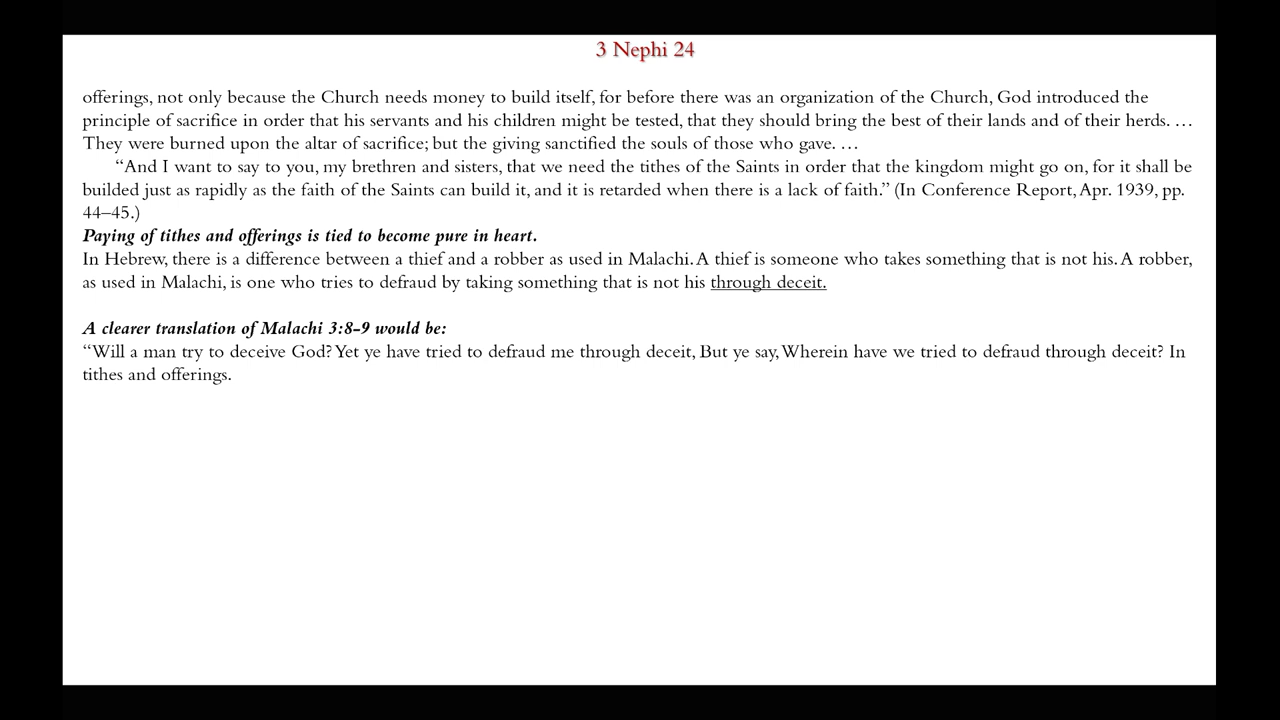 3 Nephi 24
offerings, not only because the Church needs money to build itself, for before there was an organization of the Church, God introduced the
principle of sacrifice in order that his servants and his children might be tested, that they should bring the best of their lands and of their herds. …
They were burned upon the altar of sacrifice; but the giving sanctified the souls of those who gave. …
“And I want to say to you, my brethren and sisters, that we need the tithes of the Saints in order that the kingdom might go on, for it shall be
builded just as rapidly as the faith of the Saints can build it, and it is retarded when there is a lack of faith.” (In Conference Report, Apr. 1939, pp.
44–45.)
Paying of tithes and offerings is tied to become pure in heart.
In Hebrew, there is a difference between a thief and a robber as used in Malachi. A thief is someone who takes something that is not his. A robber,
as used in Malachi, is one who tries to defraud by taking something that is not his through deceit.
A clearer translation of Malachi 3:8-9 would be:
“Will a man try to deceive God? Yet ye have tried to defraud me through deceit, But ye say, Wherein have we tried to defraud through deceit? In
tithes and offerings.